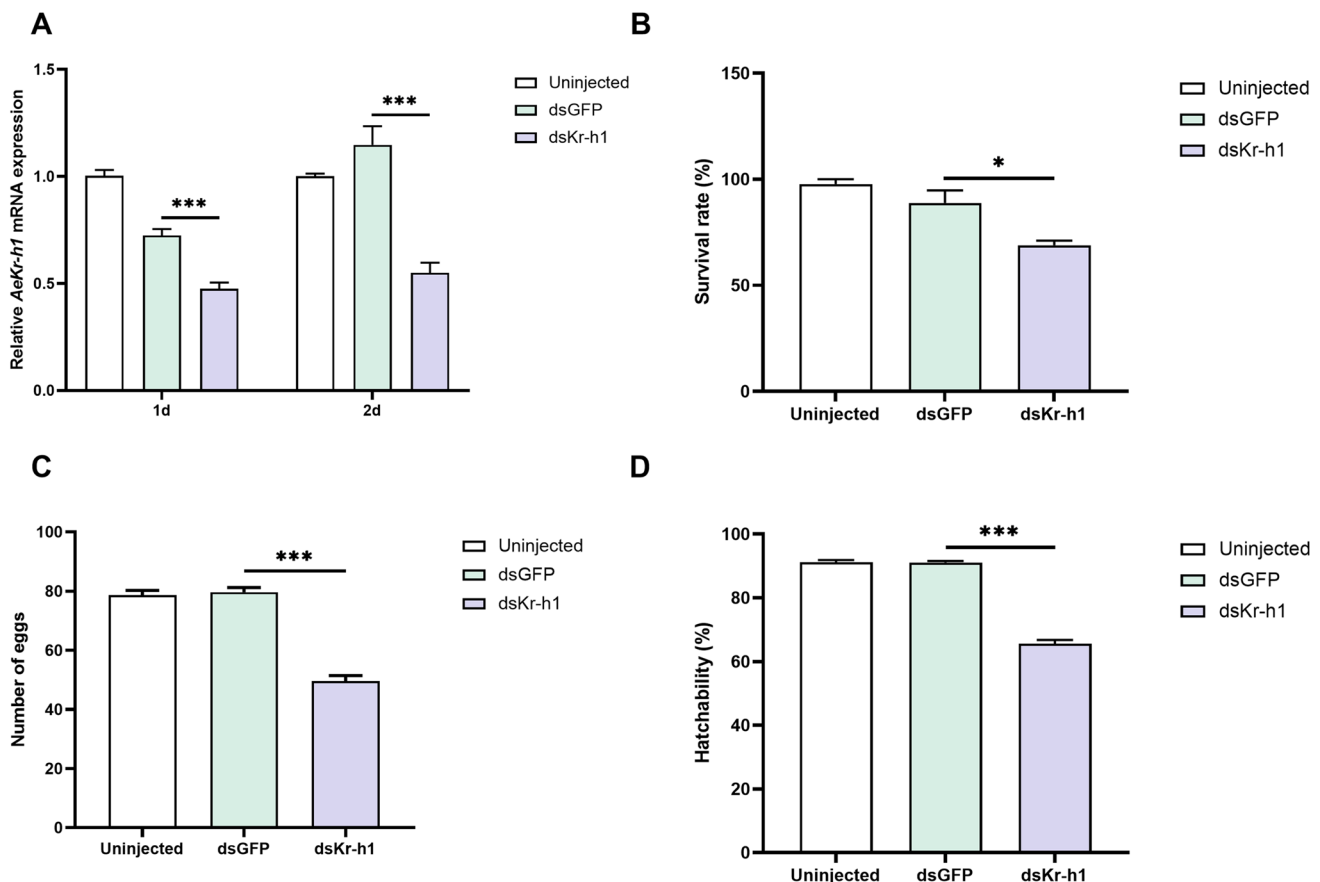 A
Relative AeKr-h1 mRNA expression
1.5
1.0
0.5
0.0
***
***
1d
2d
Uninjected
dsGFP
dsKr-h1
B
Survival rate (%)
150
100
50
0
*
Uninjected
dsGFP
dsKr-h1
Uninjected
dsGFP
dsKr-h1
C
Number of eggs
100
80
60
40
20
0
***
Uninjected
dsGFP
dsKr-h1
Uninjected
dsGFP
dsKr-h1
D
Hatchability (%)
100
80
60
40
20
0
***
Uninjected
dsGFP
dsKr-h1
Uninjected
dsGFP
dsKr-h1